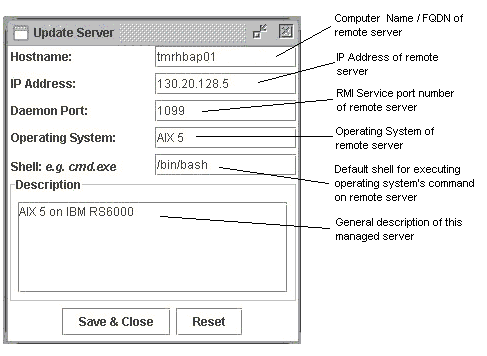 Update Server
Hostname: tmrhbap01
IP Address: 130.20.128.5
Daemon Port: 1099
Operating System: AIX 5
Shell: e.g. cmd.exe /bin/bash
Description
AIX 5 on IBM RS6000
Save & Close Reset
Computer Name / FQDN of
remote server
IP Address of remote
server
RMI Service port number
of remote server
Operating System of
remote server
Default shell for executing
operating system's command
on remote server
General description of this
managed server